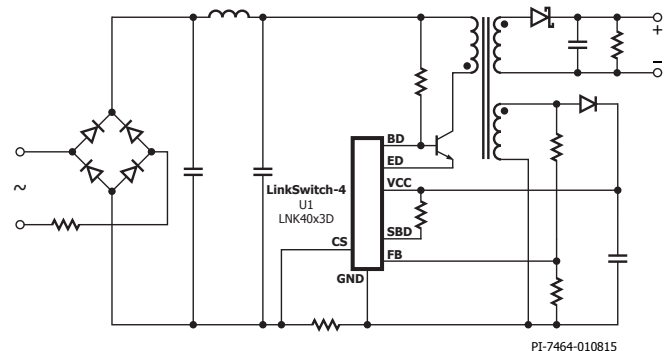 +
−
BD
ED
LinkSwitch-4
VCC
U1
LNK40x3D
~
SBD
CS
FB
GND
PI-7464-010815